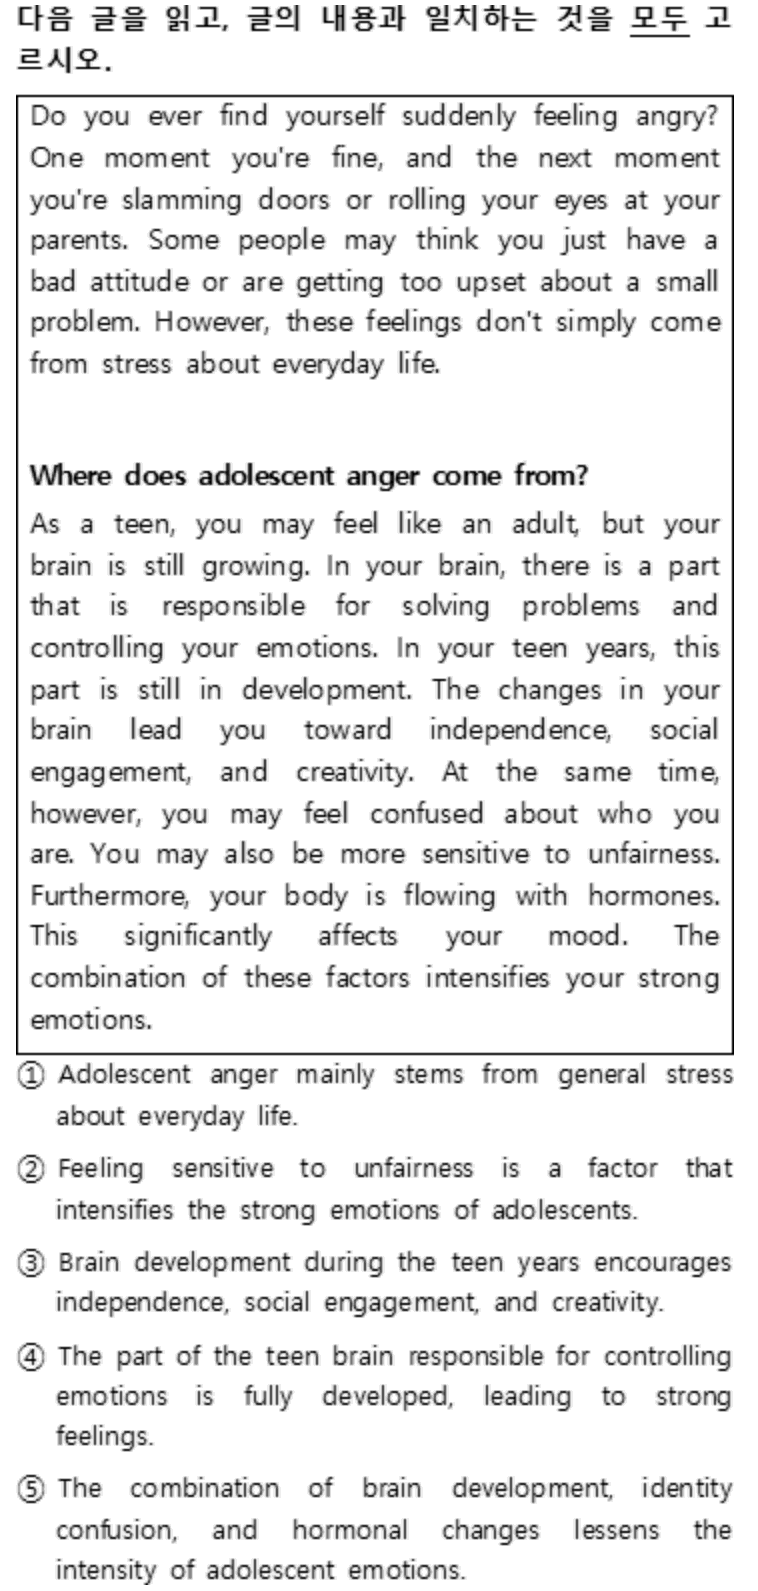 다음 글을 읽고, 글의 내용과 일치하는 것을 모두 고
르시오.
Do you ever find yourself suddenly feeling angry?
One moment you're fine, and the next moment
you're slamming doors or rolling your eyes at your
parents. Some people may think you just have a
bad attitude or are getting too upset about a small
problem. However, these feelings don't simply come
from stress about everyday life.
Where does adolescent anger come from?
As a teen, you may feel like an adult, but your
brain is still growing. In your brain, there is a part
that is responsible for solving problems and
controlling your emotions. In your teen years, this
part is still in development. The changes in your
brain lead you toward independence, social
engagement, and creativity. At the same time,
however, you may feel confused about who you
are. You may also be more sensitive to unfairness.
Furthermore, your body is flowing with hormones.
This significantly affects your mood. The
combination of these factors intensifies your strong
emotions.
① Adolescent anger mainly stems from general stress
about everyday life.
② Feeling sensitive to unfairness is a factor that
intensifies the strong emotions of adolescents.
③ Brain development during the teen years encourages
independence, social engagement, and creativity.
④ The part of the teen brain responsible for controlling
emotions is fully developed, leading to strong
feelings.
⑤ The combination of brain development, identity
confusion, and hormonal changes lessens the
intensity of adolescent emotions.